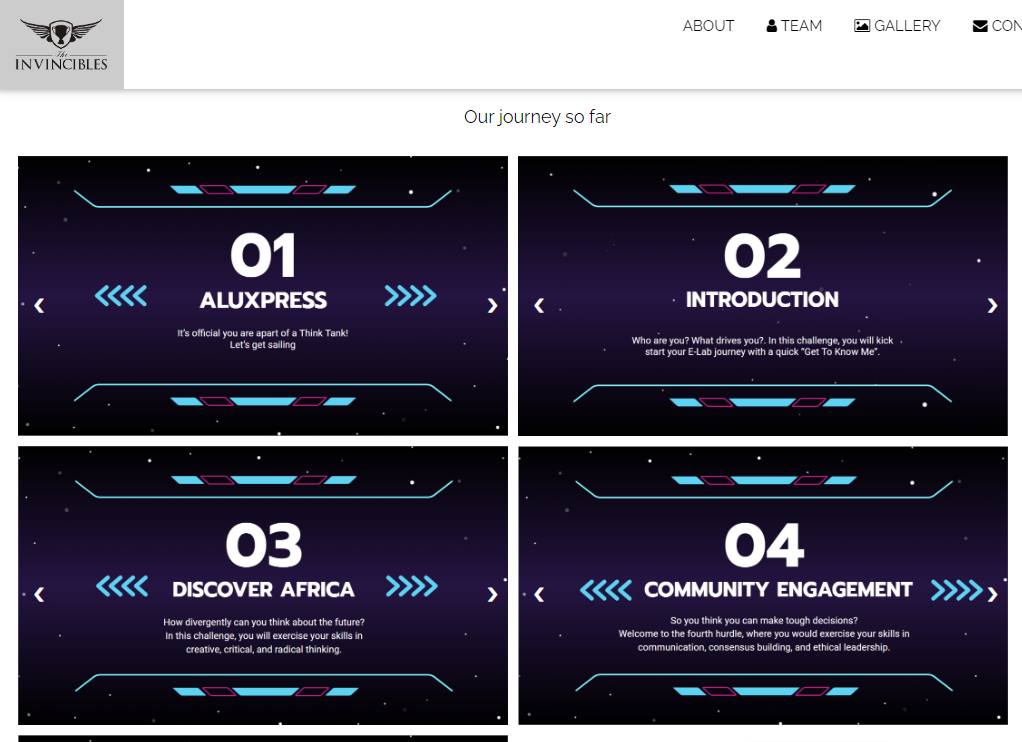 The
INVINCIBLES
ABOUT
TEAM
GALLERY
CON
Our journey so far
01
ALUXPRESS
It's official you are apart of a Think Tank!
Let's get sailing
02
INTRODUCTION
Who are you? What drives you?. In this challenge, you will kick
start your E-Lab journey with a quick “Get To Know Me”.
03
DISCOVER AFRICA
How divergently can you think about the future?
In this challenge, you will exercise your skills in
creative, critical, and radical thinking.
04
COMMUNITY ENGAGEMENT
So you think you can make tough decisions?
Welcome to the fourth hurdle, where you would exercise your skills in
communication, consensus building, and ethical leadership.